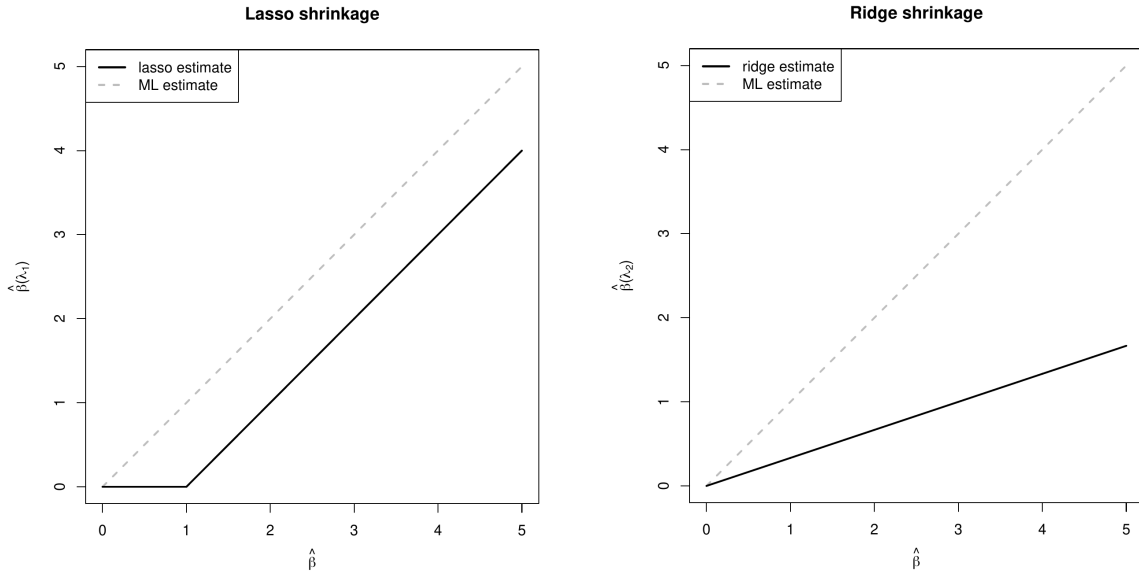 Lasso shrinkage
lasso estimate
ML estimate
5
4
3
2
1
0
β̂(λ₁)
0 1 2 3 4 5
β̂
Ridge shrinkage
ridge estimate
ML estimate
5
4
3
2
1
0
β̂(λ₂)
0 1 2 3 4 5
β̂